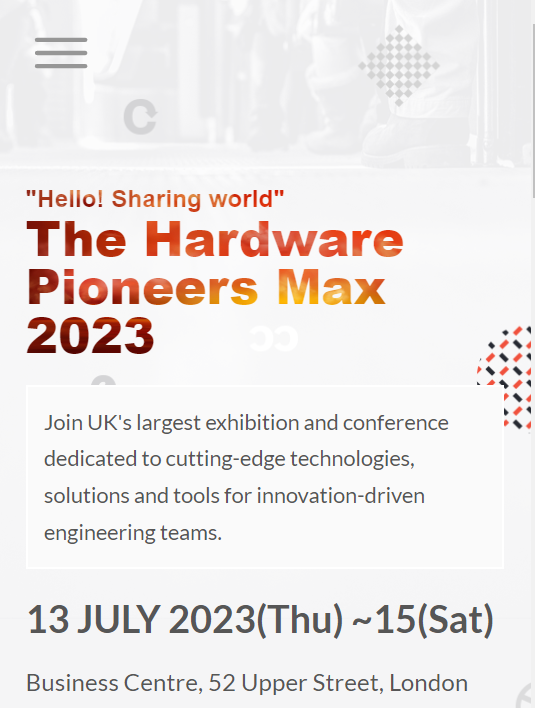 "Hello! Sharing world"
The Hardware
Pioneers Max
2023
Join UK's largest exhibition and conference
dedicated to cutting-edge technologies,
solutions and tools for innovation-driven
engineering teams.
13 JULY 2023(Thu) ~15(Sat)
Business Centre, 52 Upper Street, London